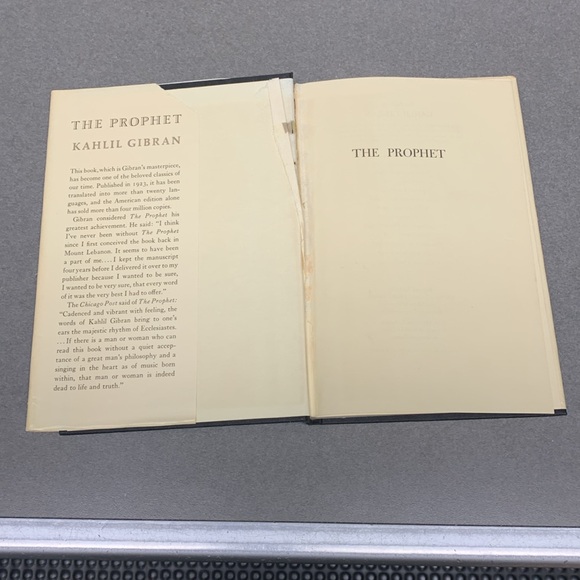 THE PROPHET
KAHLIL GIBRAN
This book, which is Gibran's masterpiece,
has become one of the beloved classics of
our time. Published in 1923, it has been
translated into more than twenty lan-
guages, and the American edition alone
has sold more than four million copies.
Gibran considered The Prophet his
greatest achievement. He said: "I think
I've never been without The Prophet
since I first conceived the book back in
Mount Lebanon. It seems to have been
a part of me.... I kept the manuscript
four years before I delivered it over to my
publisher because I wanted to be sure,
I wanted to be very sure, that every word
of it was the very best I had to offer."
The Chicago Post said of The Prophet:
"Cadenced and vibrant with feeling, the
words of Kahlil Gibran bring to one's
ears the majestic rhythm of Ecclesiastes.
....If there is a man or woman who can
read this book without a quiet accep-
tance of a great man's philosophy and a
singing in the heart as of music born
within, that man or woman is indeed
dead to life and truth."
THE PROPHET